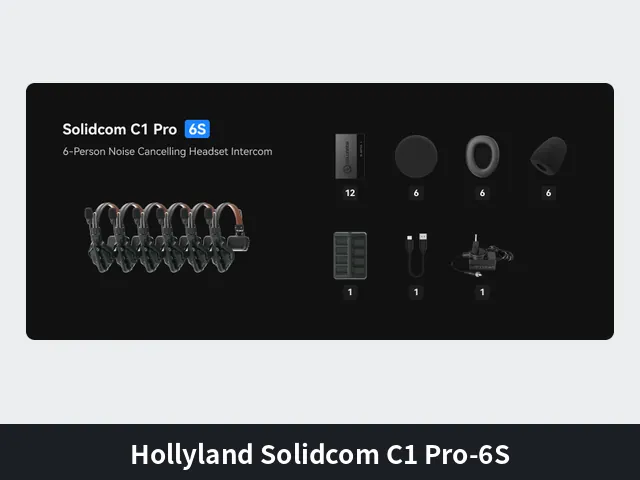 Solidcom C1 Pro 6S
6-Person Noise Cancelling Headset Intercom
12
6
6
6
1
1
1
Hollyland Solidcom C1 Pro-6S